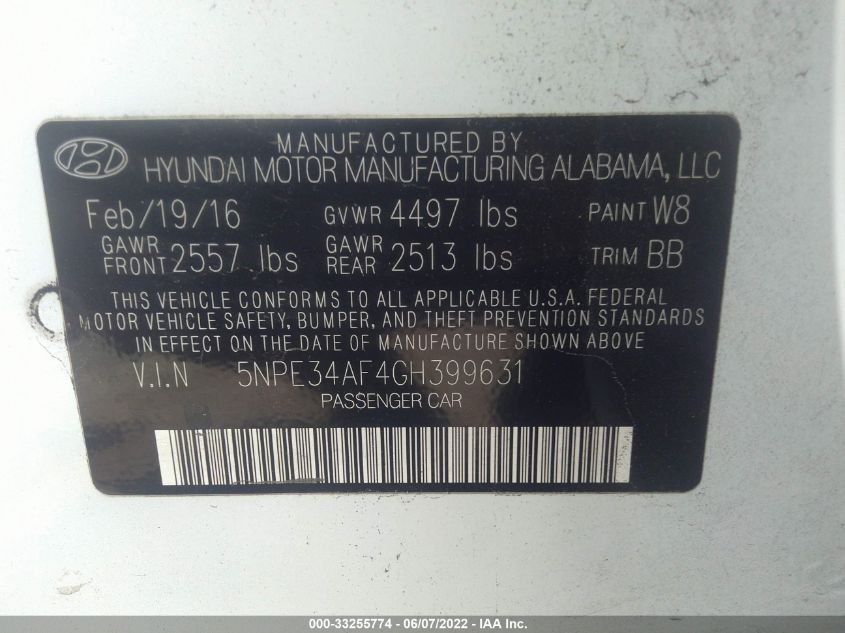 MANUFACTURED BY
HYUNDAI MOTOR MANUFACTURING ALABAMA, LLC
Feb/19/16 GVWR 4497 lbs PAINT W8
GAWR FRONT 2557 lbs GAWR REAR 2513 lbs TRIM BB
THIS VEHICLE CONFORMS TO ALL APPLICABLE U.S.A. FEDERAL
MOTOR VEHICLE SAFETY, BUMPER, AND THEFT PREVENTION STANDARDS
IN EFFECT ON THE DATE OF MANUFACTURE SHOWN ABOVE
V.I.N 5NPE34AF4GH399631
PASSENGER CAR
000-33255774 - 06/07/2022 - IAA Inc.